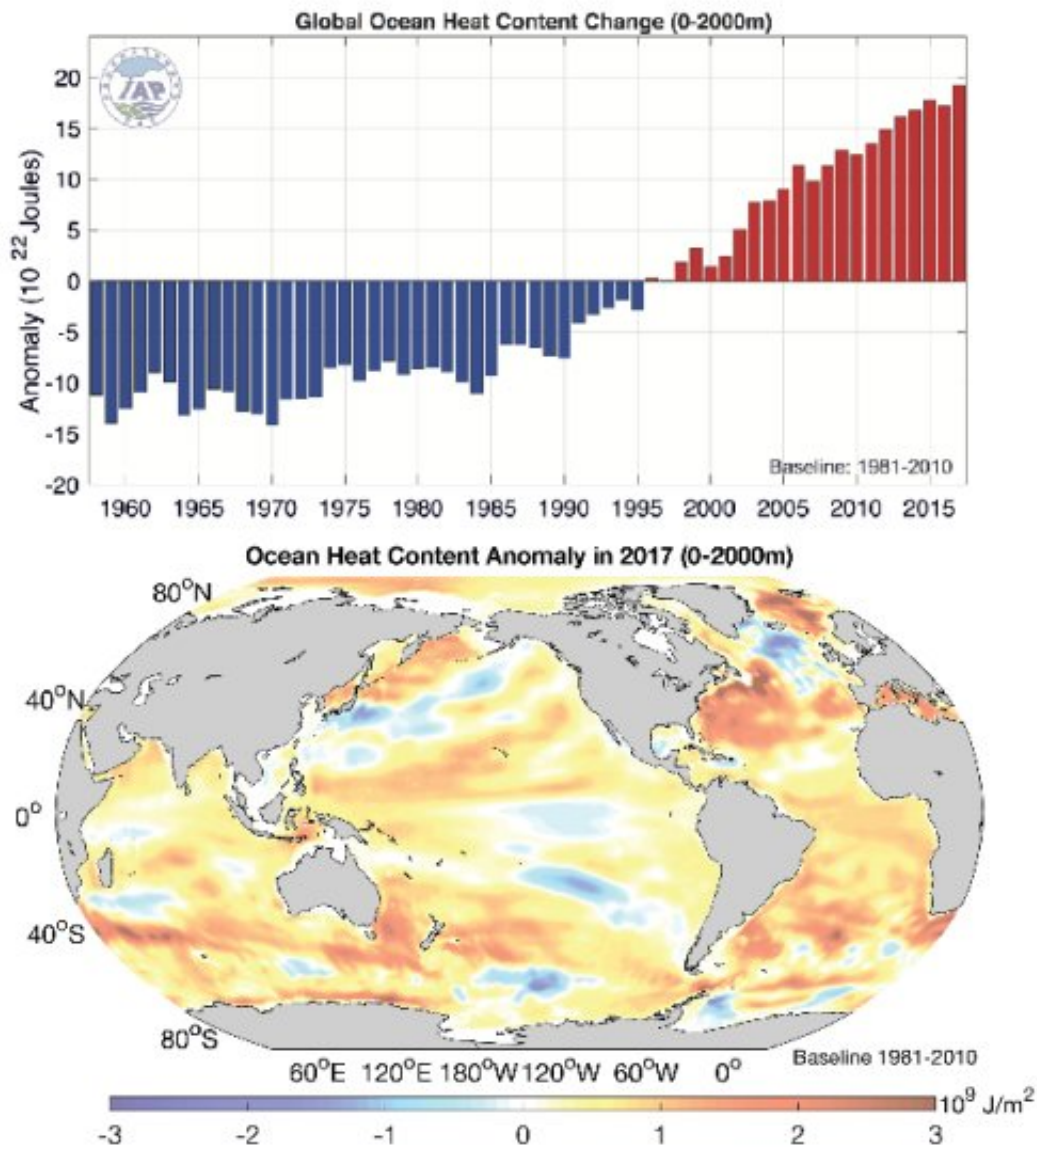 Global Ocean Heat Content Change (0-2000m)
IAP
Anomaly (10 22 Joules)
20
15
10
5
0
-5
-10
-15
-20
Baseline: 1981-2010
1960 1965 1970 1975 1980 1985 1990 1995 2000 2005 2010 2015
Ocean Heat Content Anomaly in 2017 (0-2000m)
80°N
40°N
0°
40°S
80°S
Baseline 1981-2010
60°E 120°E 180°W 120°W 60°W 0°
10⁹ J/m²
-3 -2 -1 0 1 2 3